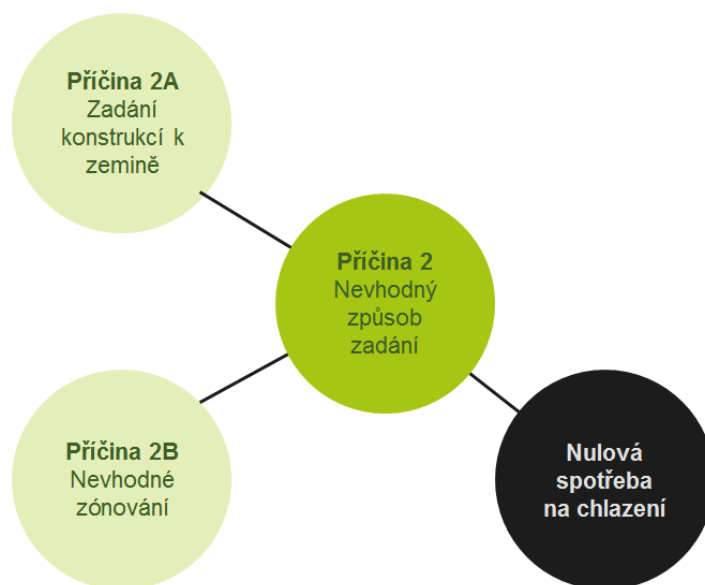 Příčina 2A
Zadání
konstrukcí k
zemině
Příčina 2
Nevhodný
způsob
zadání
Příčina 2B
Nevhodné
zónování
Nulová
spotřeba
na chlazení